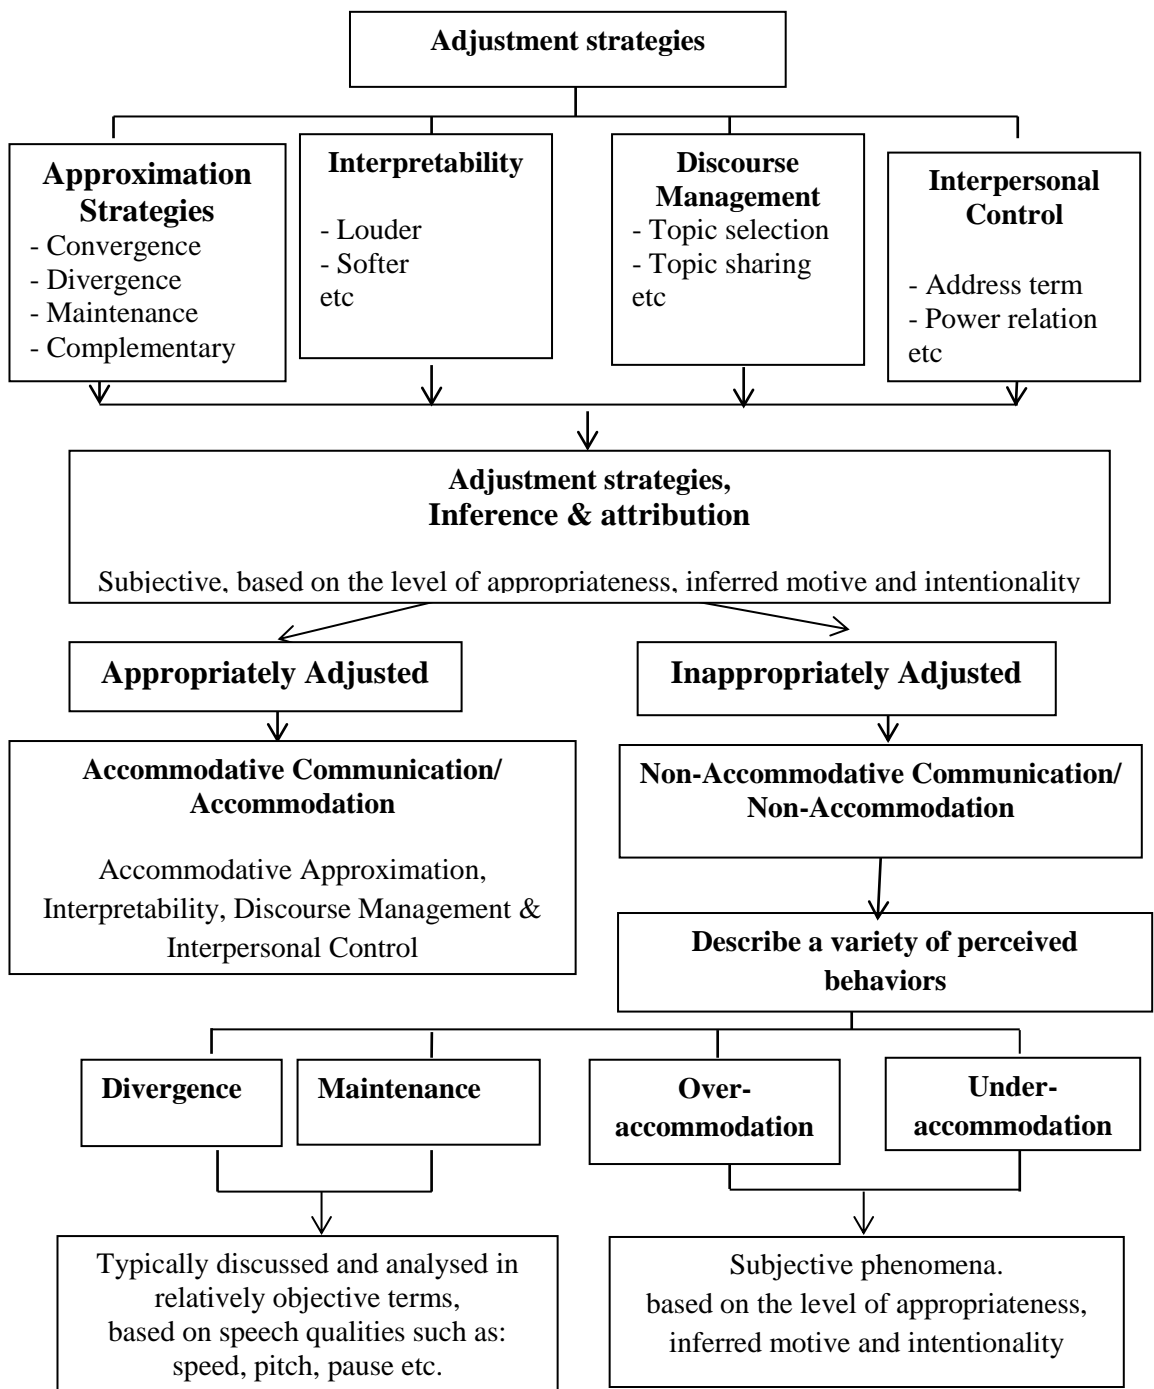 Adjustment strategies
Approximation
Strategies
- Convergence
- Divergence
- Maintenance
- Complementary
Interpretability
- Louder
- Softer
etc
Discourse
Management
- Topic selection
- Topic sharing
etc
Interpersonal
Control
- Address term
- Power relation
etc
Adjustment strategies,
Inference & attribution
Subjective, based on the level of appropriateness, inferred motive and intentionality
Appropriately Adjusted
Inappropriately Adjusted
Accommodative Communication/
Accommodation
Accommodative Approximation,
Interpretability, Discourse Management &
Interpersonal Control
Non-Accommodative Communication/
Non-Accommodation
Describe a variety of perceived
behaviors
Divergence
Maintenance
Over-
accommodation
Under-
accommodation
Typically discussed and analysed in
relatively objective terms,
based on speech qualities such as:
speed, pitch, pause etc.
Subjective phenomena.
based on the level of appropriateness,
inferred motive and intentionality